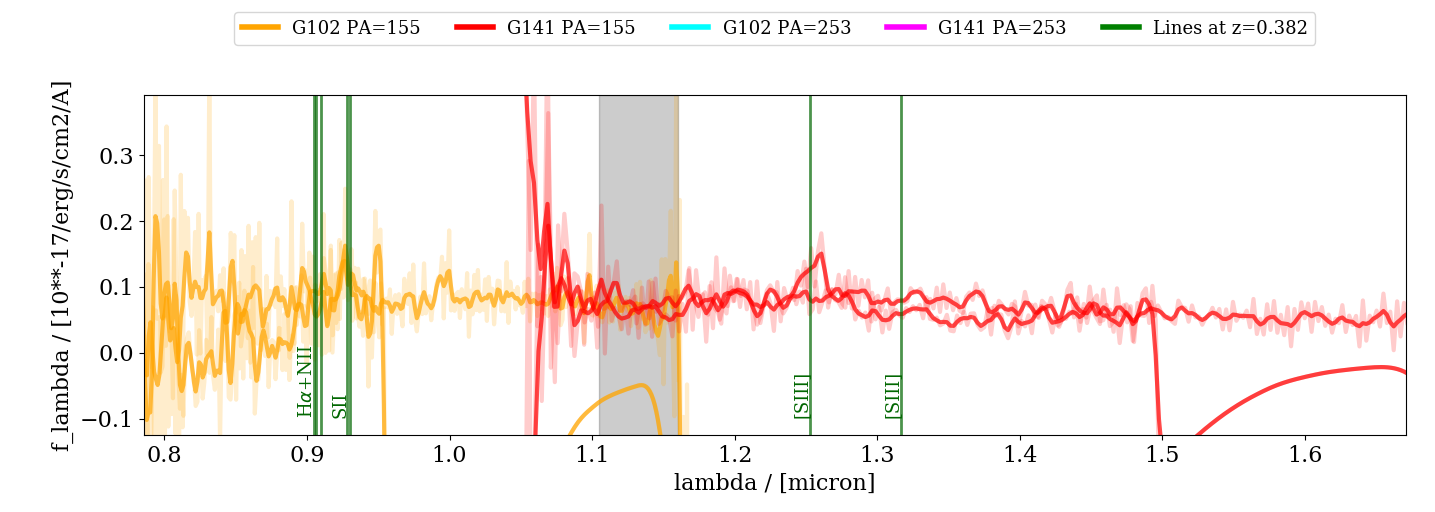 G102 PA=155 G141 PA=155 G102 PA=253 G141 PA=253 Lines at z=0.382
f_lambda / [10**-17/erg/s/cm2/A]
0.3
0.2
0.1
0.0
−0.1
Hα+NII
SII
[SIII]
[SIII]
0.8 0.9 1.0 1.1 1.2 1.3 1.4 1.5 1.6
lambda / [micron]